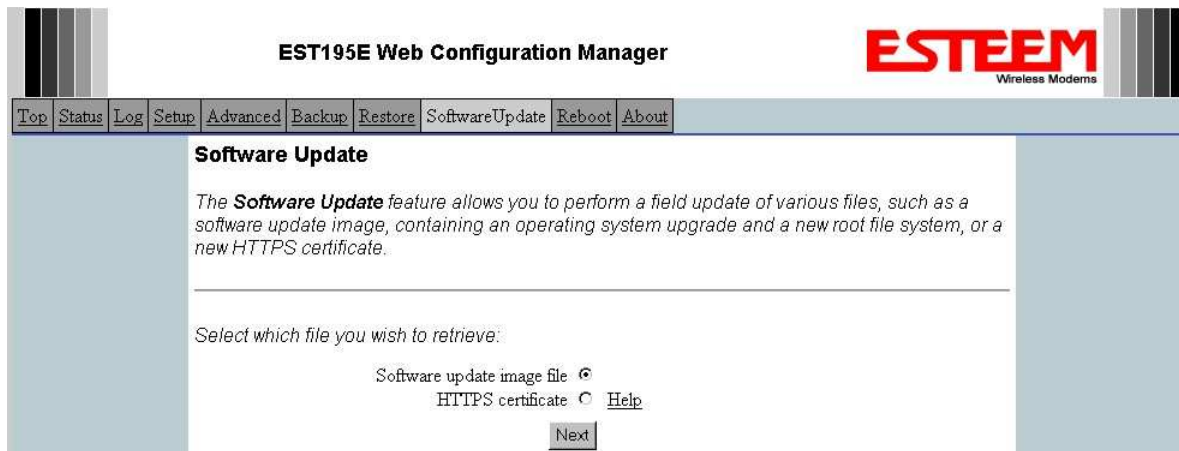 EST195E Web Configuration Manager
ESTEEM
Wireless Modems
Top Status Log Setup Advanced Backup Restore SoftwareUpdate Reboot About
Software Update
The Software Update feature allows you to perform a field update of various files, such as a
software update image, containing an operating system upgrade and a new root file system, or a
new HTTPS certificate.
Select which file you wish to retrieve:
Software update image file
HTTPS certificate Help
Next